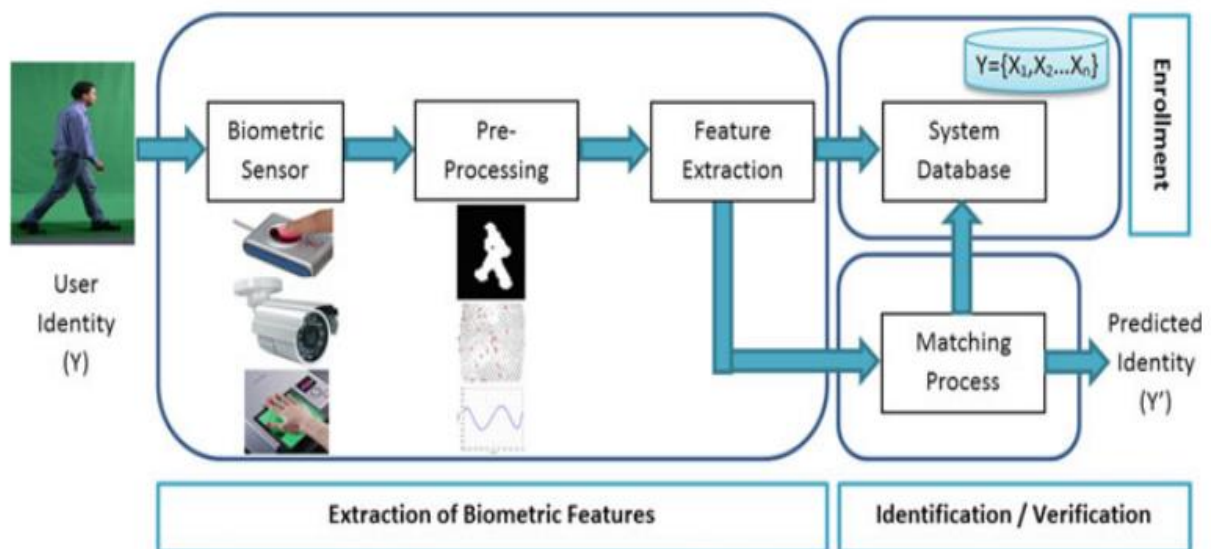 Y={X₁,X₂...Xₙ}
Enrollment
Biometric
Sensor
Pre-
Processing
Feature
Extraction
System
Database
User
Identity
(Y)
Matching
Process
Predicted
Identity
(Y')
Extraction of Biometric Features
Identification / Verification